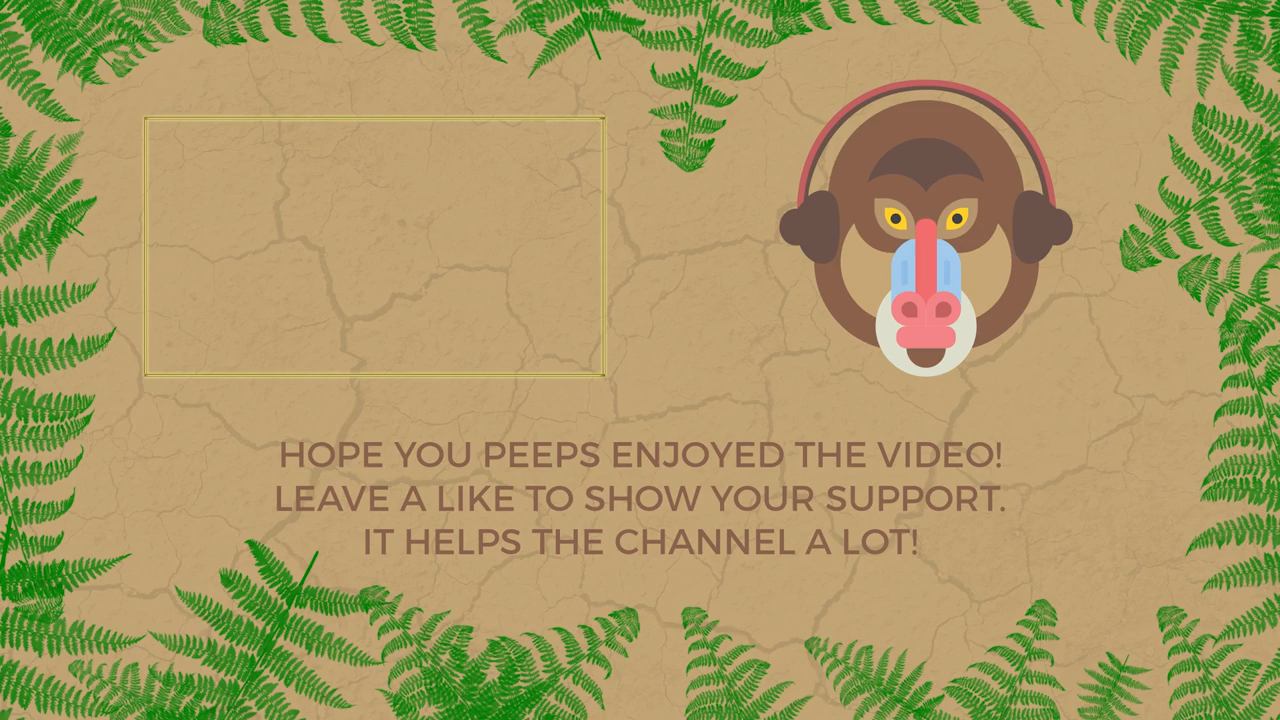 HOPE YOU PEEPS ENJOYED THE VIDEO!
LEAVE A LIKE TO SHOW YOUR SUPPORT.
IT HELPS THE CHANNEL A LOT!